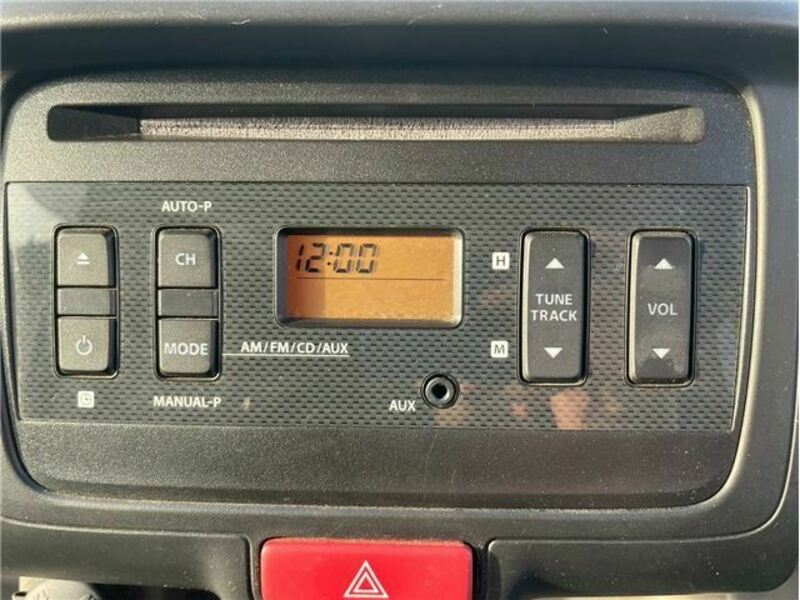 AUTO-P
CH
12:00
H
TUNE
TRACK
VOL
MODE
AM/FM/CD/AUX
M
MANUAL-P
AUX